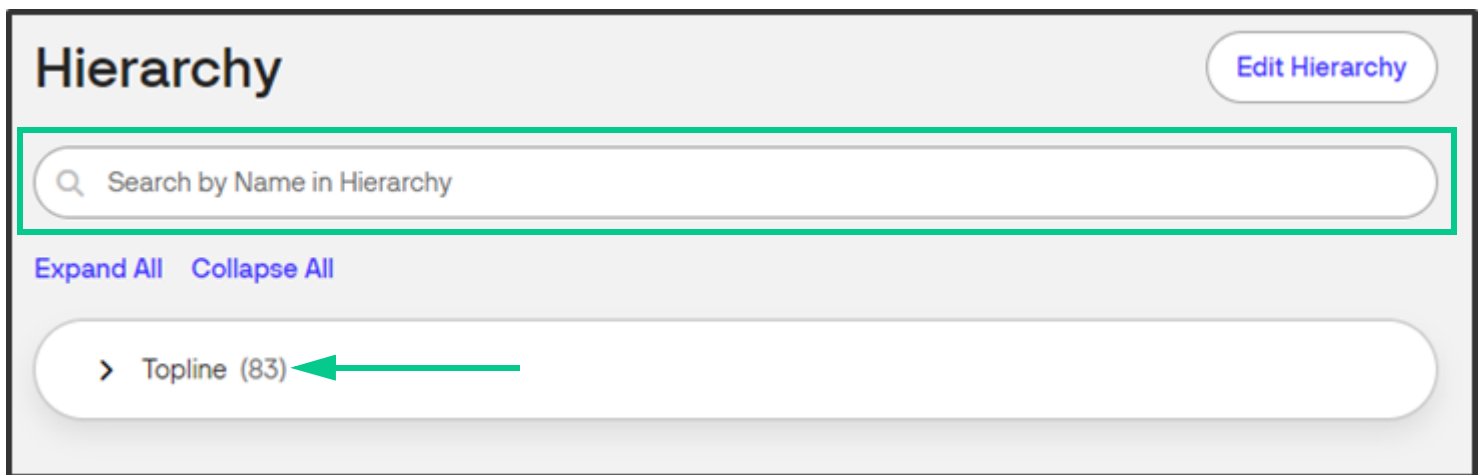 Hierarchy
Edit Hierarchy
Search by Name in Hierarchy
Expand All Collapse All
Topline (83)